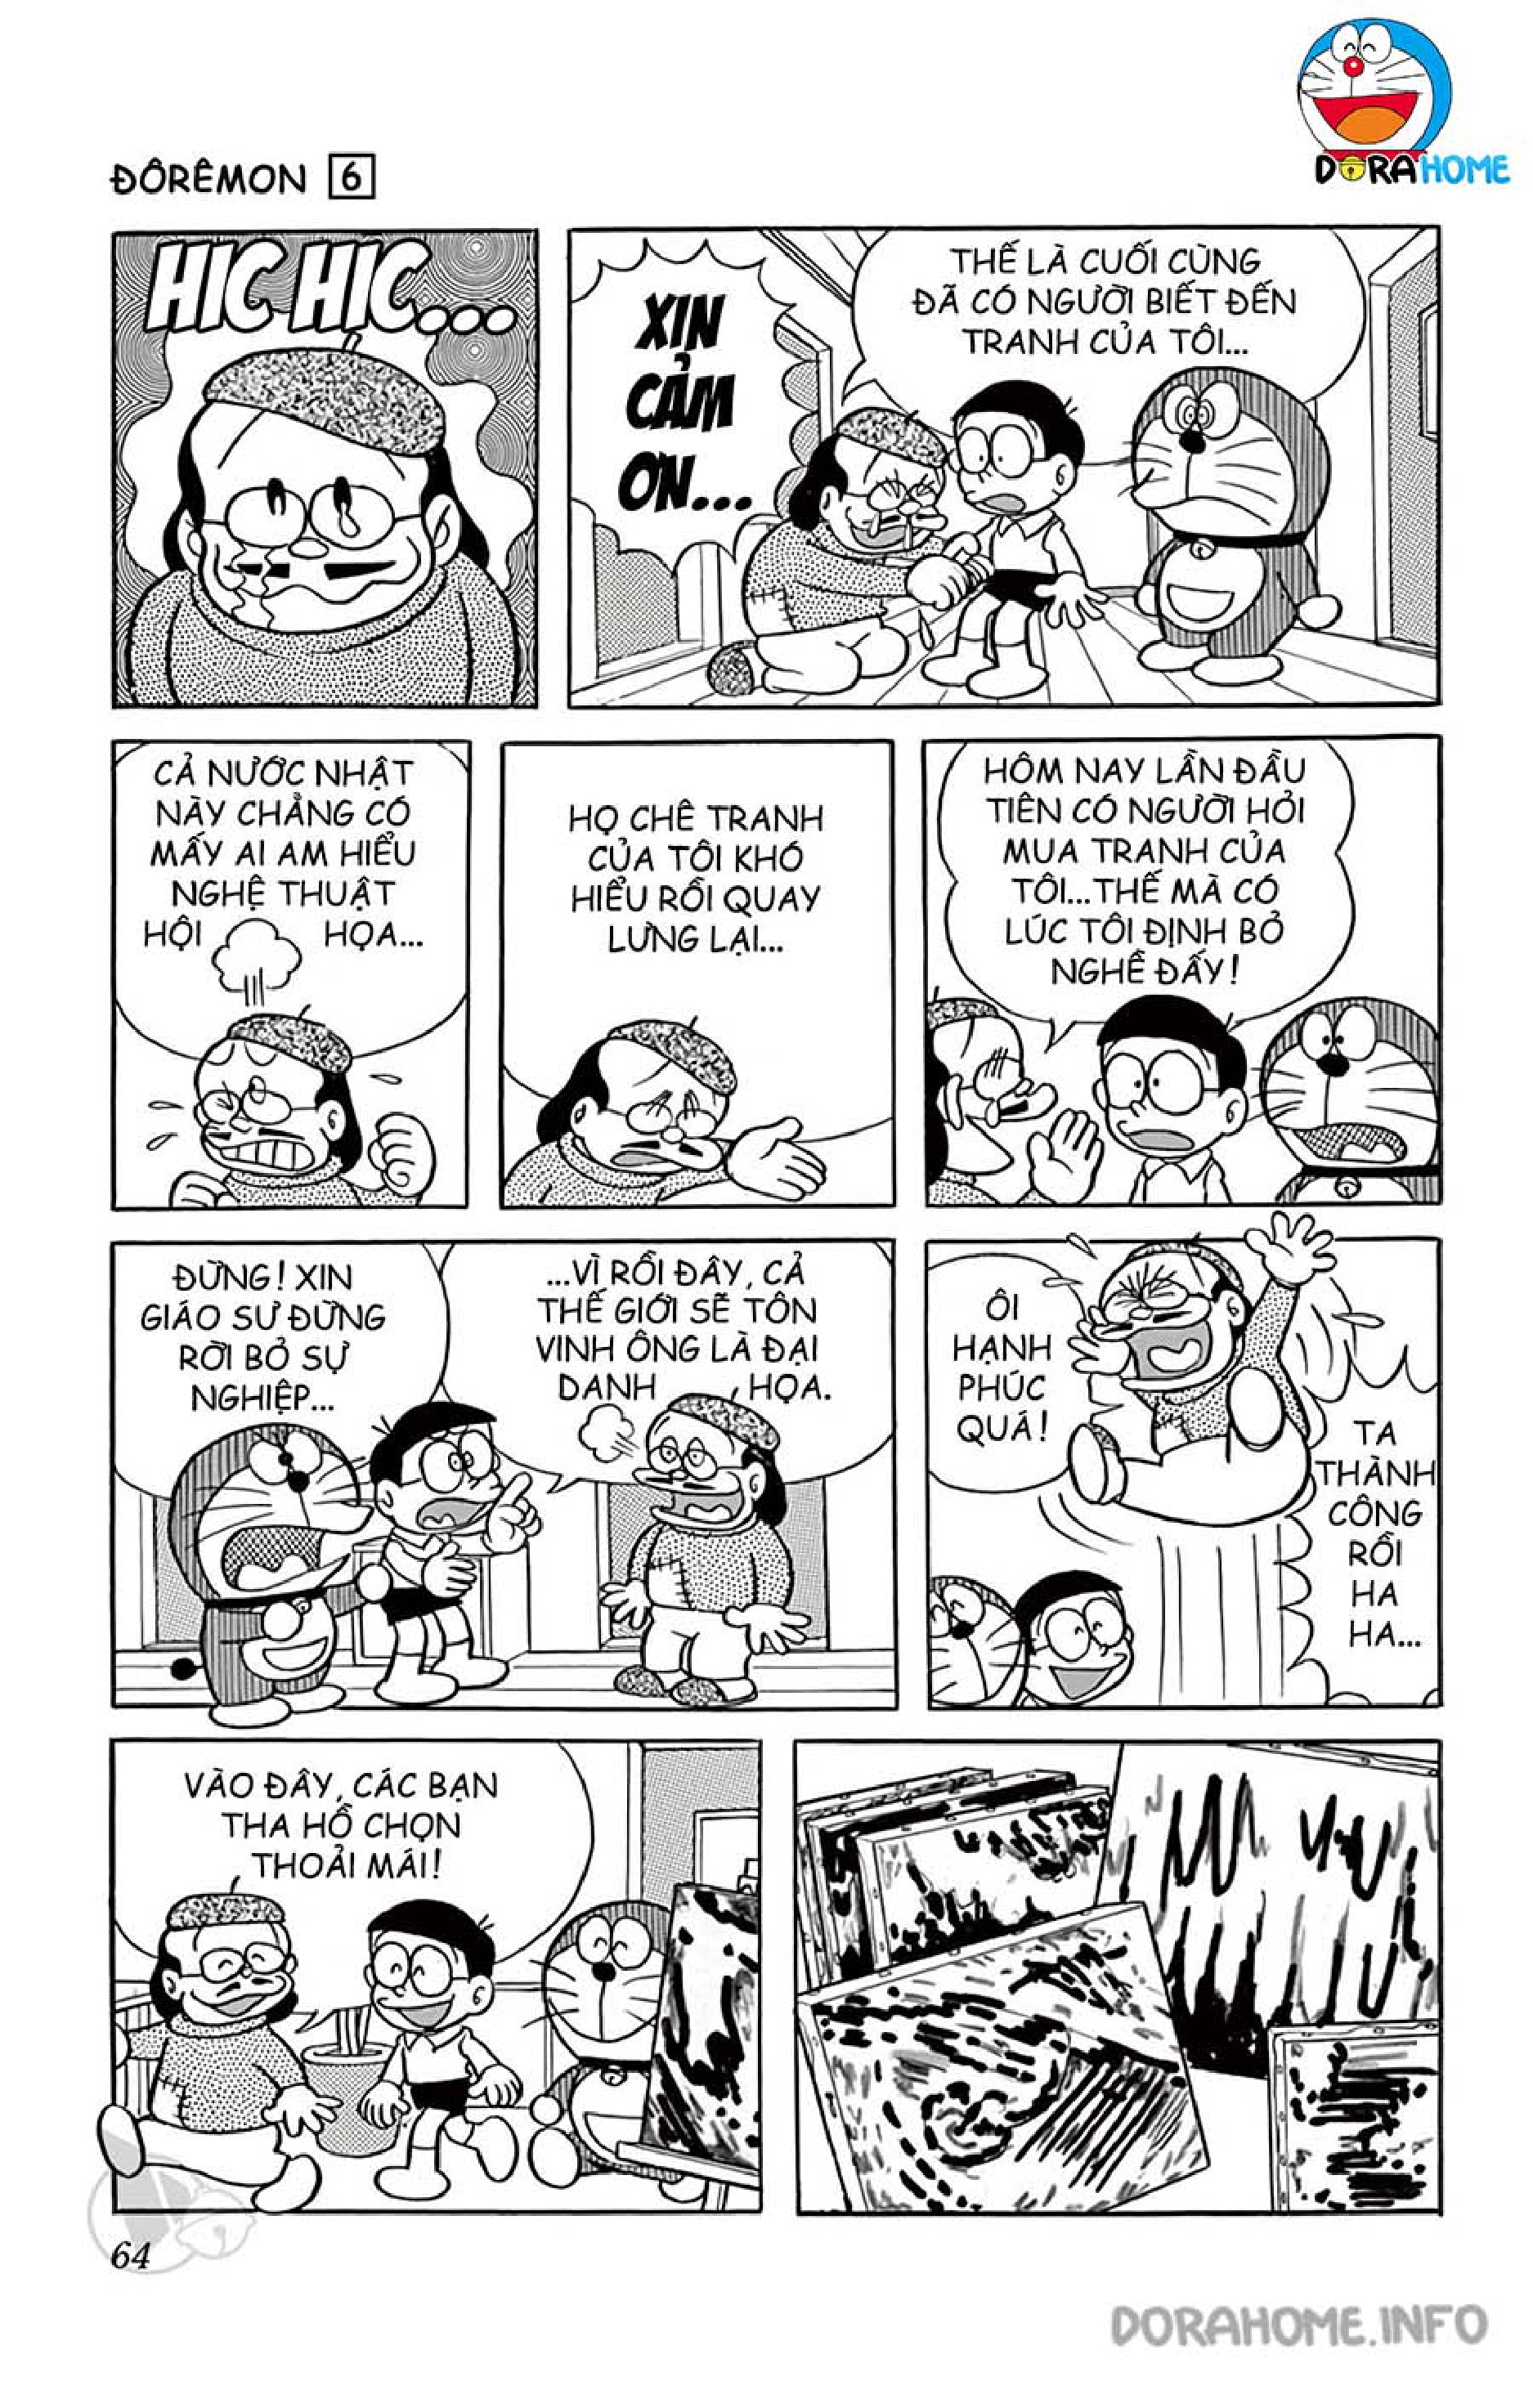 DORAHOME
ĐÔRÊMON 6
HIC HIC...
XIN
CẢM
ƠN...
THẾ LÀ CUỐI CÙNG
ĐÃ CÓ NGƯỜI BIẾT ĐẾN
TRANH CỦA TÔI...
CẢ NƯỚC NHẬT
NÀY CHẲNG CÓ
MẤY AI AM HIỂU
NGHỆ THUẬT
HỘI HỌA...
HỌ CHÊ TRANH
CỦA TÔI KHÓ
HIỂU RỒI QUAY
LƯNG LẠI...
HÔM NAY LẦN ĐẦU
TIÊN CÓ NGƯỜI HỎI
MUA TRANH CỦA
TÔI...THẾ MÀ CÓ
LÚC TÔI ĐỊNH BỎ
NGHỀ ĐẤY!
ĐỪNG! XIN
GIÁO SƯ ĐỪNG
RỜI BỎ SỰ
NGHIỆP...
...VÌ RỒI ĐÂY, CẢ
THẾ GIỚI SẼ TÔN
VINH ÔNG LÀ ĐẠI
DANH HỌA.
ÔI
HẠNH
PHÚC
QUÁ!
TA
THÀNH
CÔNG
RỒI
HA
HA...
VÀO ĐÂY, CÁC BẠN
THA HỒ CHỌN
THOẢI MÁI!
64
DORAHOME.INFO